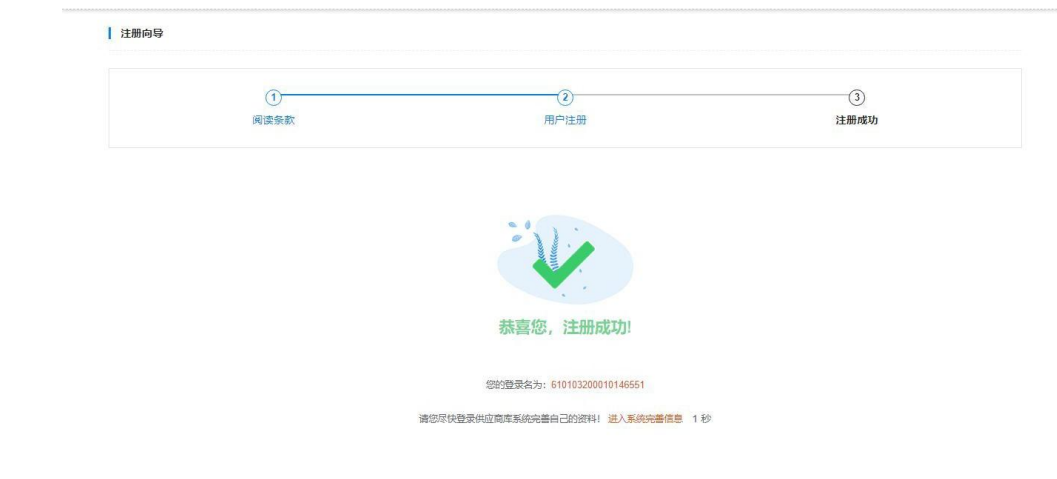 注册向导
1 2 3
阅读条款 用户注册 注册成功
恭喜您，注册成功!
您的登录名为：610103200010146551
请您尽快登录供应商库系统完善自己的资料！ 进入系统完善信息 1 秒